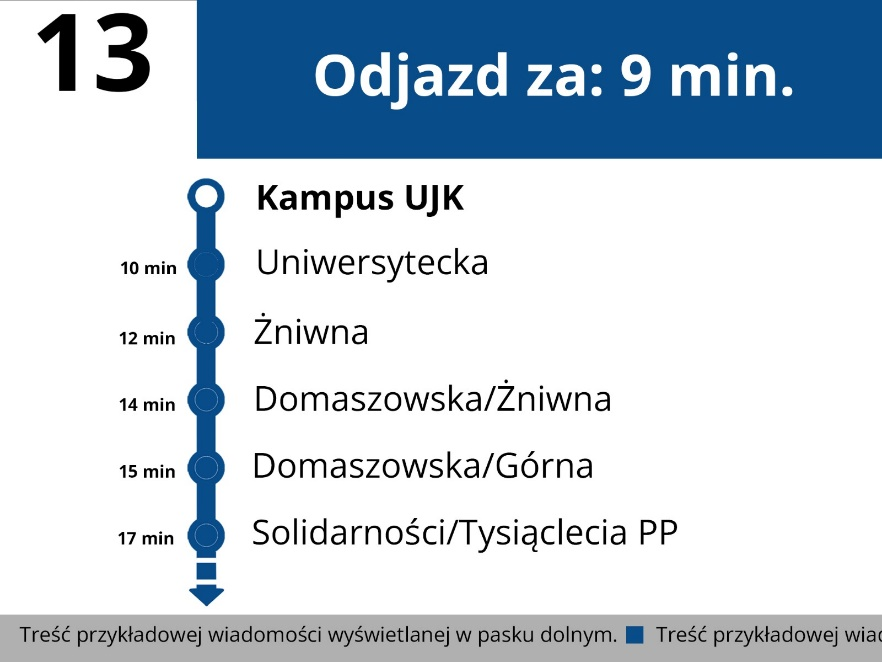 13
Odjazd za: 9 min.
Kampus UJK
10 min Uniwersytecka
12 min Żniwna
14 min Domaszowska/Żniwna
15 min Domaszowska/Górna
17 min Solidarności/Tysiąclecia PP
Treść przykładowej wiadomości wyświetlanej w pasku dolnym. Treść przykładowej